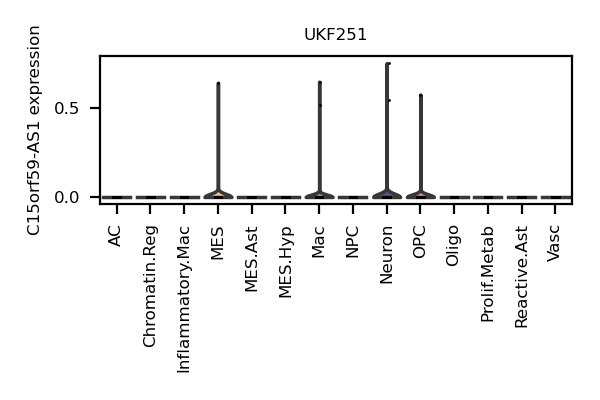 UKF251
C15orf59-AS1 expression
0.5
0.0
AC
Chromatin.Reg
Inflammatory.Mac
MES
MES.Ast
MES.Hyp
Mac
NPC
Neuron
OPC
Oligo
Prolif.Metab
Reactive.Ast
Vasc